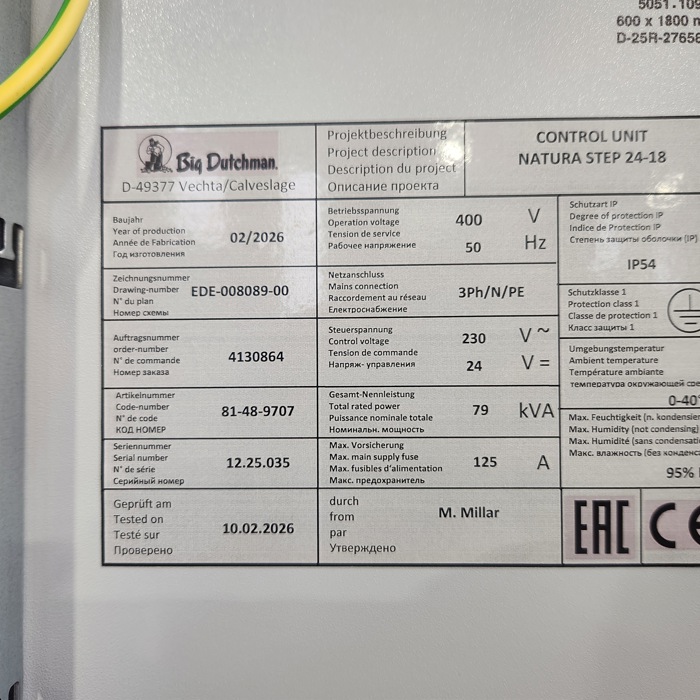 5051.109
600 x 1800 m
D-25R-27658
Big Dutchman.
D-49377 Vechta/Calveslage
Projektbeschreibung
Project description
Description du project
Описание проекта
CONTROL UNIT
NATURA STEP 24-18
Baujahr
Year of production
Année de Fabrication
Год изготовления
02/2026
Betriebsspannung
Operation voltage
Tension de service
Рабочее напряжение
400 V
50 Hz
Schutzart IP
Degree of protection IP
Indice de Protection IP
Степень защиты оболочки (IP)
IP54
Zeichnungsnummer
Drawing-number
N° du plan
Номер схемы
EDE-008089-00
Netzanschluss
Mains connection
Raccordement au réseau
Електроснабжение
3Ph/N/PE
Schutzklasse 1
Protection class 1
Classe de protection 1
Класс защиты 1
Auftragsnummer
order-number
N° de commande
Номер заказа
4130864
Steuerspannung
Control voltage
Tension de commande
Напряж- управления
230 V ~
24 V =
Umgebungstemperatur
Ambient temperature
Température ambiante
температура окружающей сре
0-40°
Artikelnummer
Code-number
N° de code
КОД НОМЕР
81-48-9707
Gesamt-Nennleistung
Total rated power
Puissance nominale totale
Номинальн. мощность
79 kVA
Max. Feuchtigkeit (n. kondensier
Max. Humidity (not condensing)
Max. Humidité (sans condensati
Макс. влажность (без конденс
95%
Seriennummer
Serial number
N° de série
Серийный номер
12.25.035
Max. Vorsicherung
Max. main supply fuse
Max. fusibles d'alimentation
Макс. предохранитель
125 A
Geprüft am
Tested on
Testé sur
Проверено
10.02.2026
durch
from
par
Утверждено
M. Millar
EAC
CE